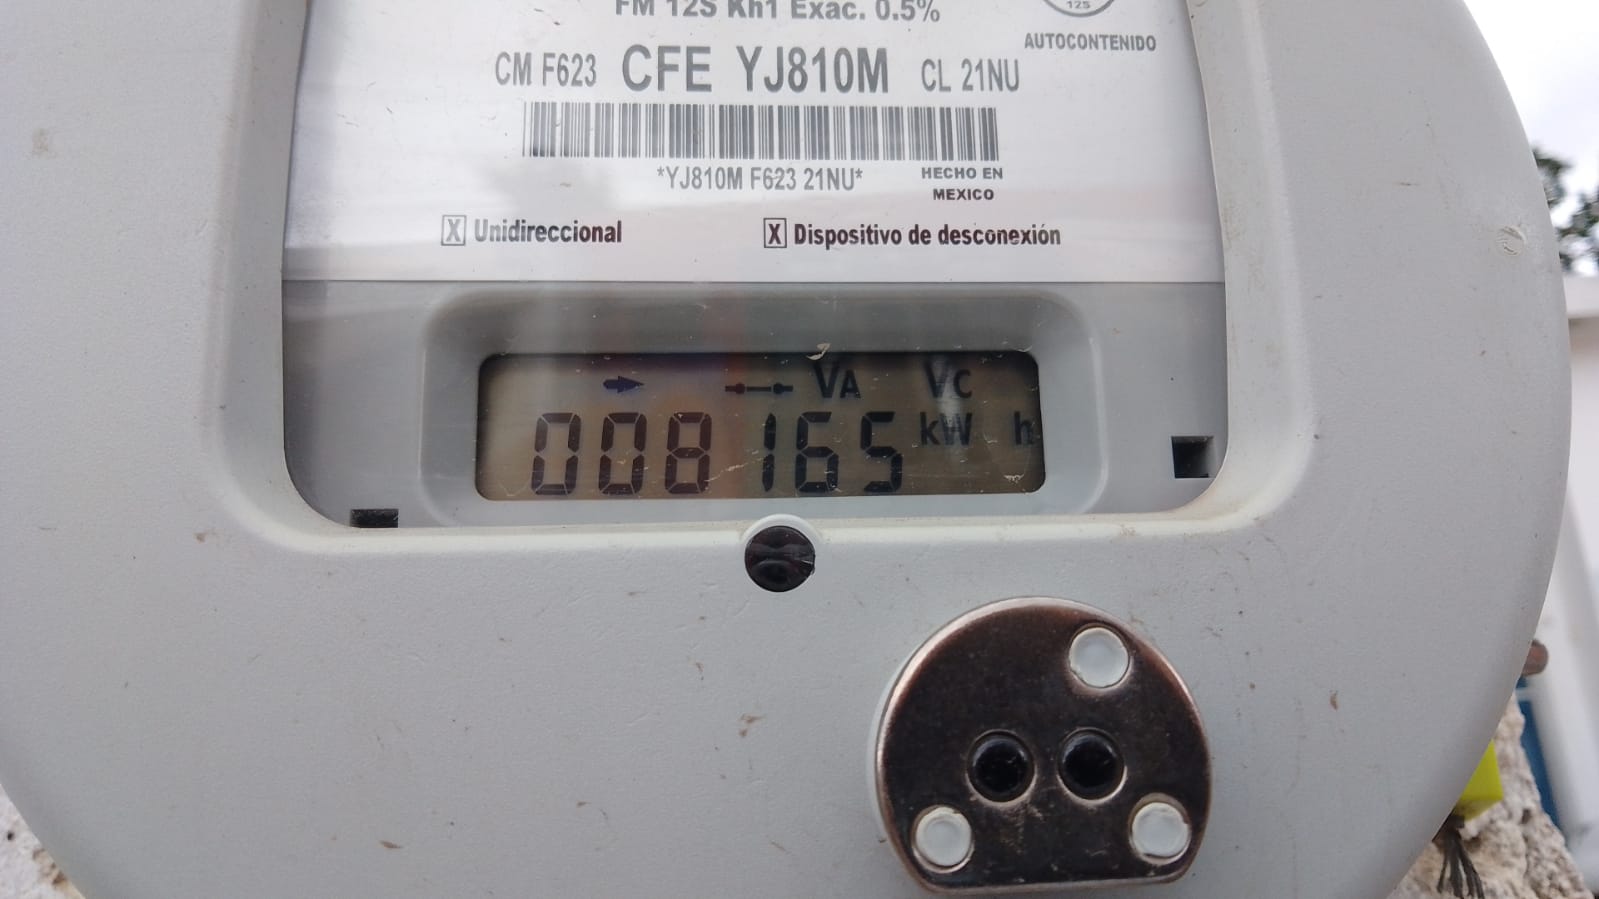 FM 12S Kh1 Exac. 0.5%
12S
AUTOCONTENIDO
CM F623 CFE YJ810M CL 21NU
*YJ810M F623 21NU*
HECHO EN
MEXICO
X Unidireccional
X Dispositivo de desconexión
VA VC
008165 kW h